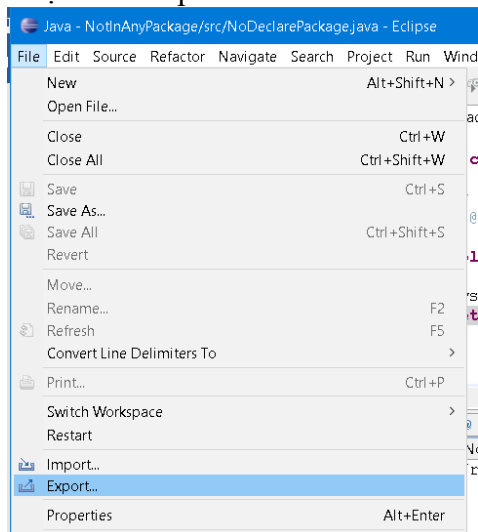 Java - NotInAnyPackage/src/NoDeclarePackage.java - Eclipse
File Edit Source Refactor Navigate Search Project Run Wind
New Alt+Shift+N >
Open File...
Close Ctrl+W
Close All Ctrl+Shift+W
Save Ctrl+S
Save As...
Save All Ctrl+Shift+S
Revert
Move...
Rename... F2
Refresh F5
Convert Line Delimiters To >
Print... Ctrl+P
Switch Workspace >
Restart
Import...
Export...
Properties Alt+Enter